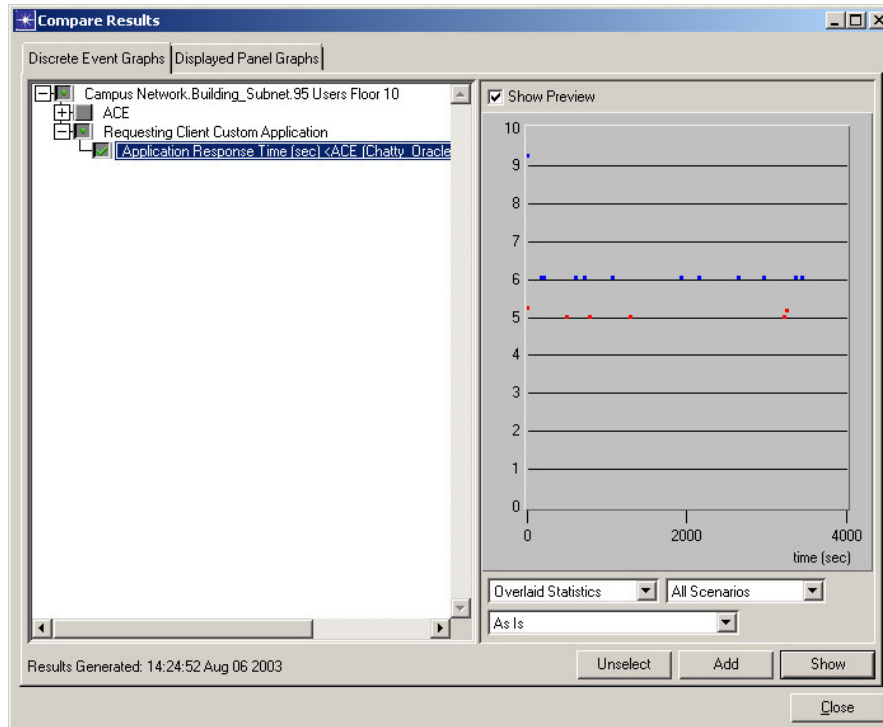 Compare Results
Discrete Event Graphs
Displayed Panel Graphs
Campus Network.Building_Subnet.95 Users Floor 10
ACE
Requesting Client Custom Application
Application Response Time (sec) <ACE (Chatty_Oracle
Show Preview
10
9
8
7
6
5
4
3
2
1
0
0 2000 4000
time (sec)
Overlaid Statistics
All Scenarios
As Is
Results Generated: 14:24:52 Aug 06 2003
Unselect
Add
Show
Close